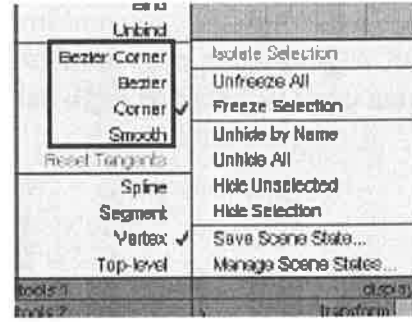 Bind
Unbind
Bezier Corner
Bezier
Corner
Smooth
Reset Tangents
Spline
Segment
Vertex
Top-level
tools 1
tools 2
Isolate Selection
Unfreeze All
Freeze Selection
Unhide by Name
Unhide All
Hide Unselected
Hide Selection
Save Scene State...
Manage Scene States...
display
transform